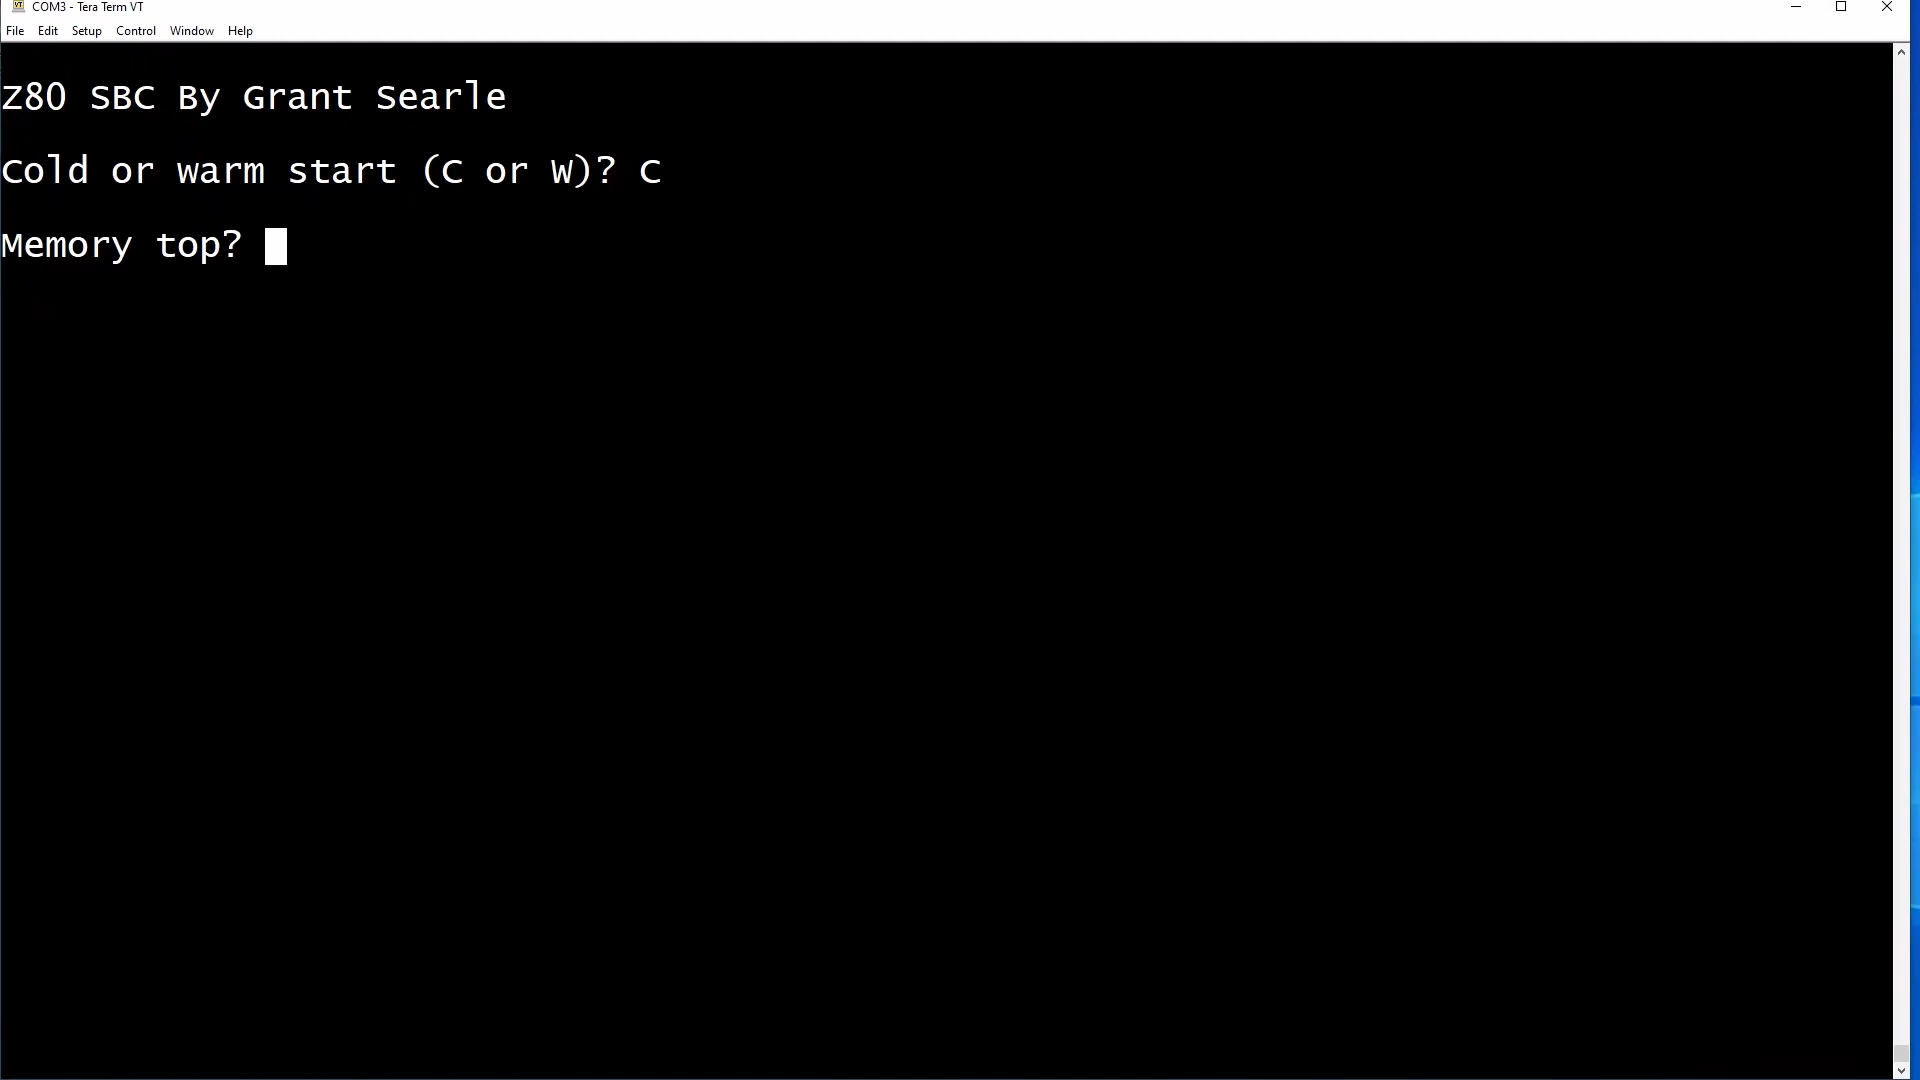 COM3 - Tera Term VT
File Edit Setup Control Window Help
Z80 SBC By Grant Searle
Cold or warm start (C or W)? C
Memory top?